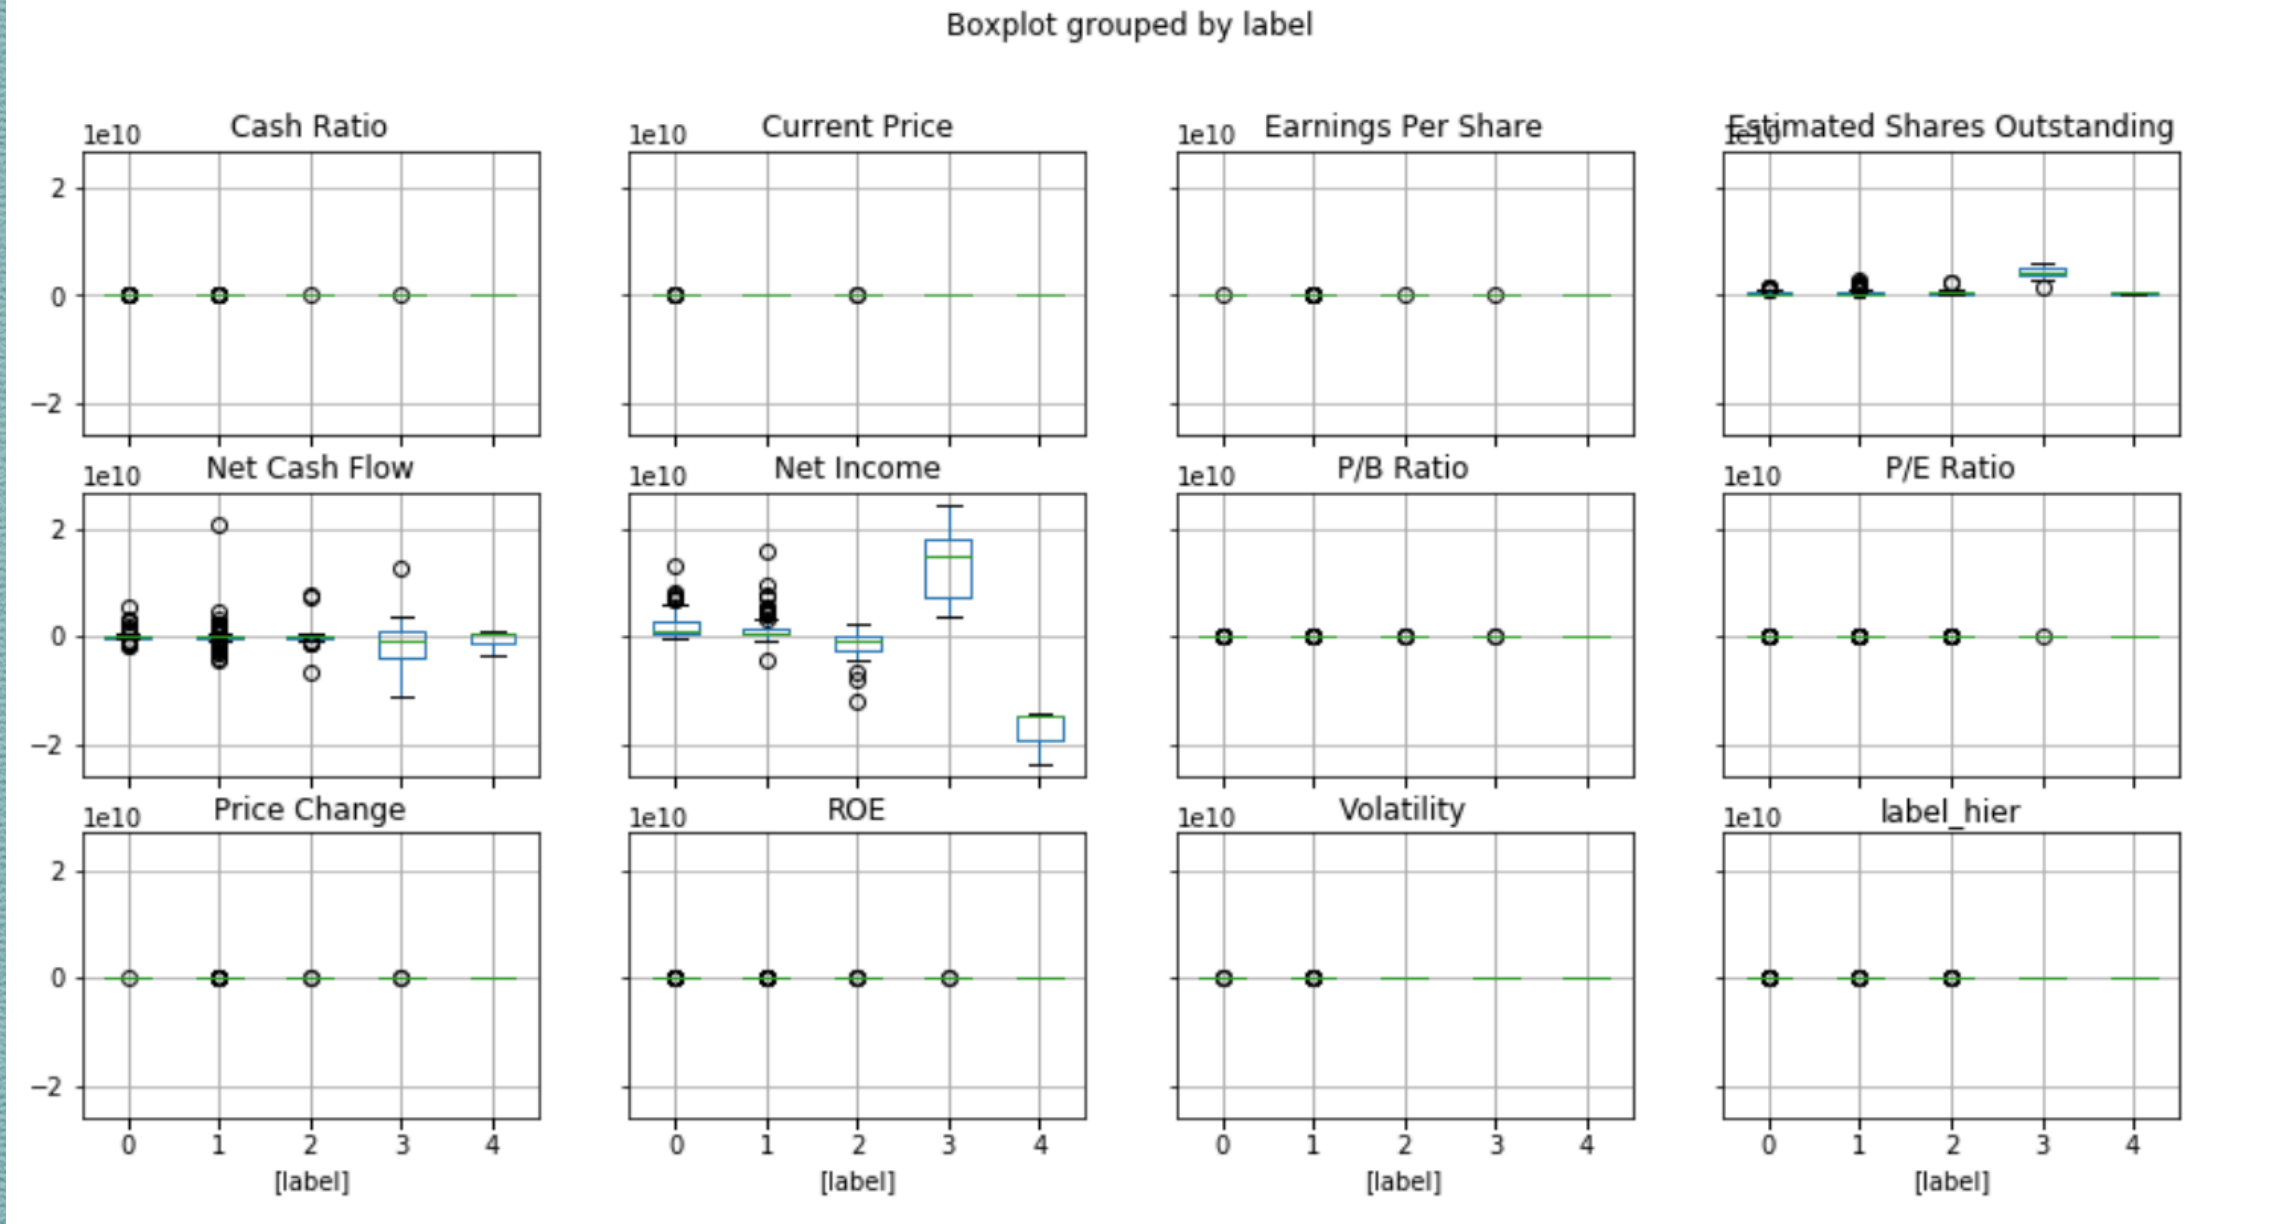 Boxplot grouped by label
Cash Ratio
Current Price
Earnings Per Share
Estimated Shares Outstanding
1e10
1e10
1e10
1e10
2
0
−2
Net Cash Flow
Net Income
P/B Ratio
P/E Ratio
1e10
1e10
1e10
1e10
2
0
−2
Price Change
ROE
Volatility
label_hier
1e10
1e10
1e10
1e10
2
0
−2
0 1 2 3 4
0 1 2 3 4
0 1 2 3 4
0 1 2 3 4
[label]
[label]
[label]
[label]